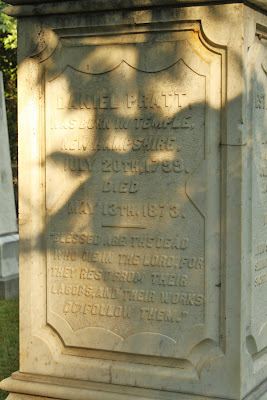 DANIEL PRATT.
WAS BORN IN TEMPLE,
NEW HAMPSHIRE,
JULY 20TH, 1799.
DIED
MAY 13TH, 1873.
"BLESSED ARE THE DEAD
WHO DIE IN THE LORD, FOR
THEY REST FROM THEIR
LABORS, AND THEIR WORKS
DO FOLLOW THEM."